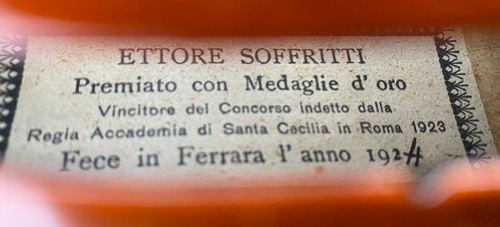 ETTORE SOFFRITTI
Premiato con Medaglie d' oro
Vincitore del Concorso indetto dalla
Regia Accademia di Santa Cecilia in Roma 1923
Fece in Ferrara l' anno 1924